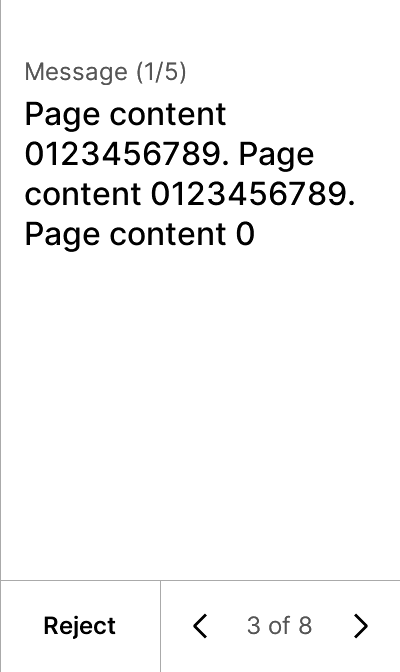 Message (1/5)
Page content
0123456789. Page
content 0123456789.
Page content 0
Reject
3 of 8